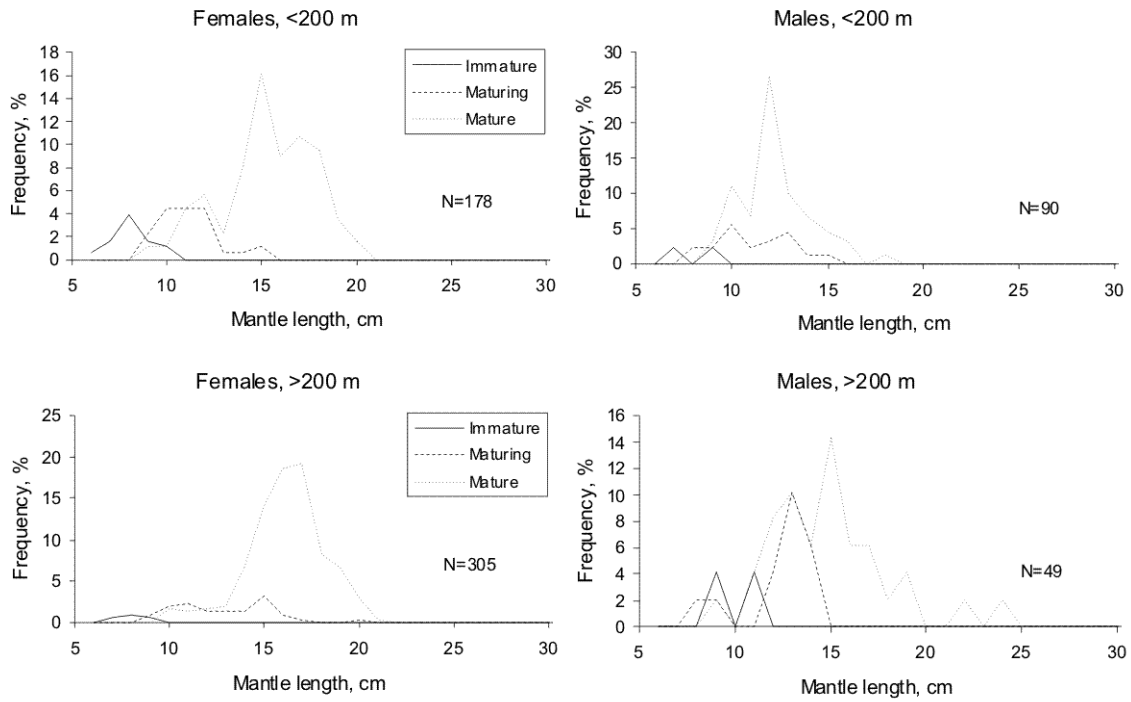 Females, <200 m
18
16
14
12
10
8
6
4
2
0
Frequency, %
Immature
Maturing
Mature
N=178
5 10 15 20 25 30
Mantle length, cm
Males, <200 m
30
25
20
15
10
5
0
Frequency, %
N=90
5 10 15 20 25 30
Mantle length, cm
Females, >200 m
25
20
15
10
5
0
Frequency, %
Immature
Maturing
Mature
N=305
5 10 15 20 25 30
Mantle length, cm
Males, >200 m
16
14
12
10
8
6
4
2
0
Frequency, %
N=49
5 10 15 20 25 30
Mantle length, cm